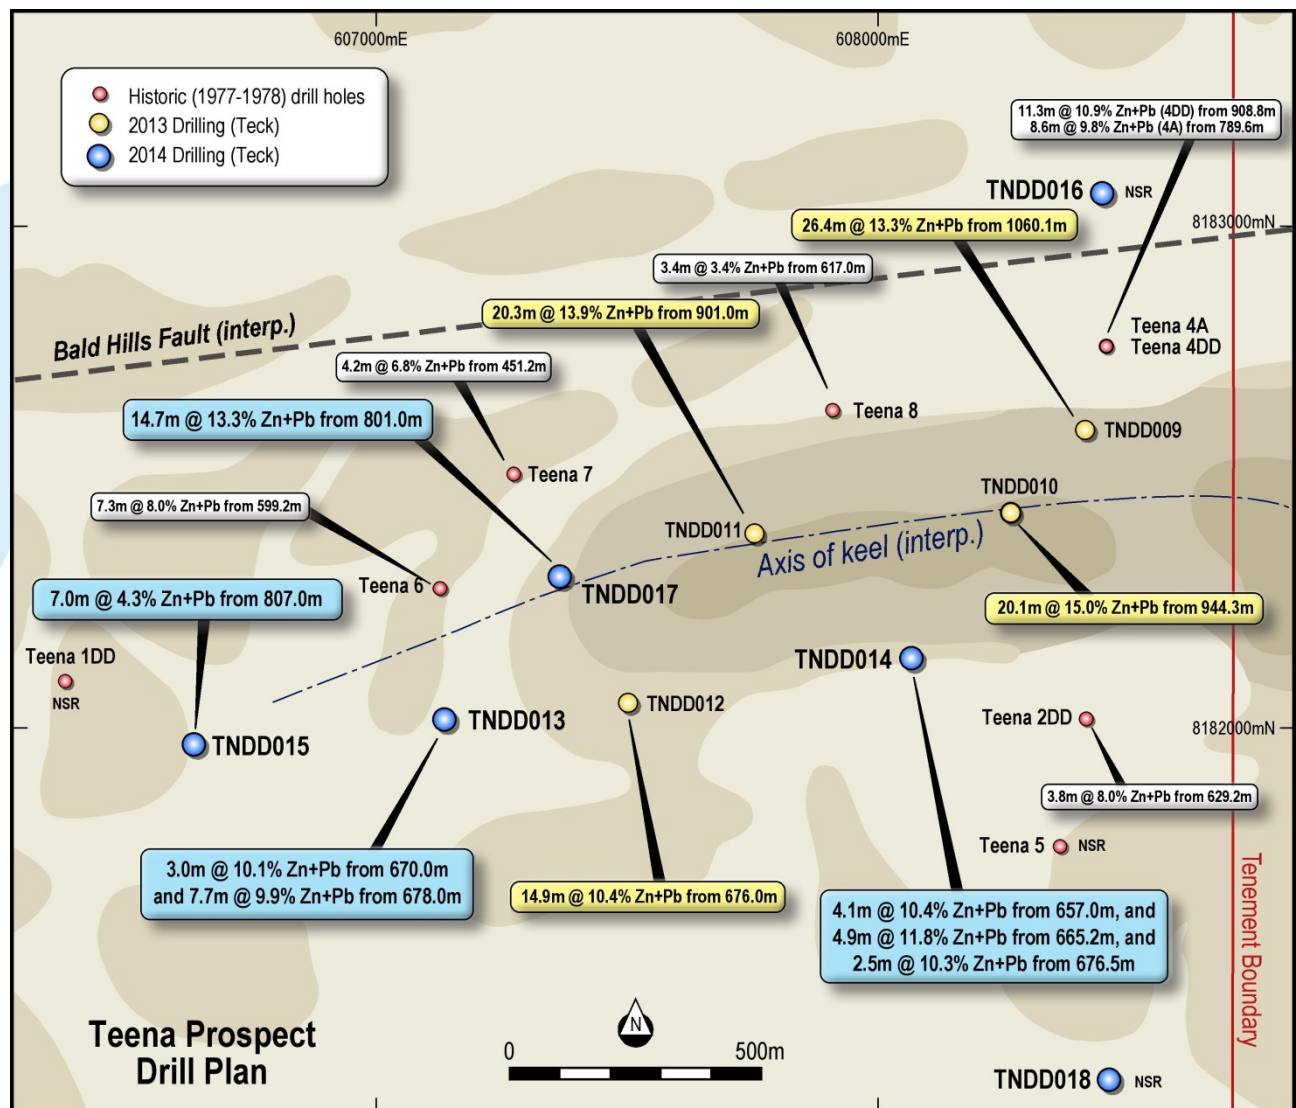 607000mE
608000mE
Historic (1977-1978) drill holes
2013 Drilling (Teck)
2014 Drilling (Teck)
11.3m @ 10.9% Zn+Pb (4DD) from 908.8m
8.6m @ 9.8% Zn+Pb (4A) from 789.6m
TNDD016
NSR
8183000mN
26.4m @ 13.3% Zn+Pb from 1060.1m
3.4m @ 3.4% Zn+Pb from 617.0m
20.3m @ 13.9% Zn+Pb from 901.0m
Bald Hills Fault (interp.)
Teena 4A
Teena 4DD
4.2m @ 6.8% Zn+Pb from 451.2m
14.7m @ 13.3% Zn+Pb from 801.0m
Teena 8
TNDD009
Teena 7
TNDD010
7.3m @ 8.0% Zn+Pb from 599.2m
TNDD011
Axis of keel (interp.)
Teena 6
TNDD017
7.0m @ 4.3% Zn+Pb from 807.0m
20.1m @ 15.0% Zn+Pb from 944.3m
Teena 1DD
NSR
TNDD014
TNDD012
TNDD013
Teena 2DD
8182000mN
TNDD015
3.8m @ 8.0% Zn+Pb from 629.2m
Teena 5
NSR
Tenement Boundary
3.0m @ 10.1% Zn+Pb from 670.0m
and 7.7m @ 9.9% Zn+Pb from 678.0m
14.9m @ 10.4% Zn+Pb from 676.0m
4.1m @ 10.4% Zn+Pb from 657.0m, and
4.9m @ 11.8% Zn+Pb from 665.2m, and
2.5m @ 10.3% Zn+Pb from 676.5m
Teena Prospect
Drill Plan
N
0
500m
TNDD018
NSR